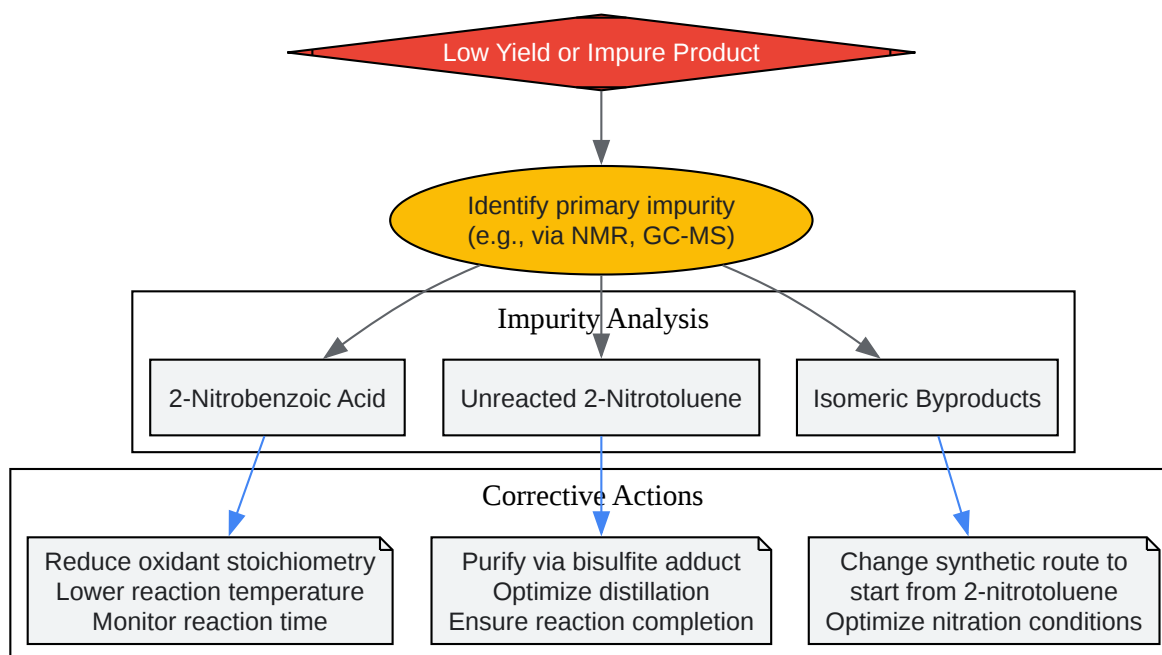 Low Yield or Impure Product
Identify primary impurity
(e.g., via NMR, GC-MS)
Impurity Analysis
2-Nitrobenzoic Acid
Unreacted 2-Nitrotoluene
Isomeric Byproducts
Corrective Actions
Reduce oxidant stoichiometry
Lower reaction temperature
Monitor reaction time
Purify via bisulfite adduct
Optimize distillation
Ensure reaction completion
Change synthetic route to
start from 2-nitrotoluene
Optimize nitration conditions